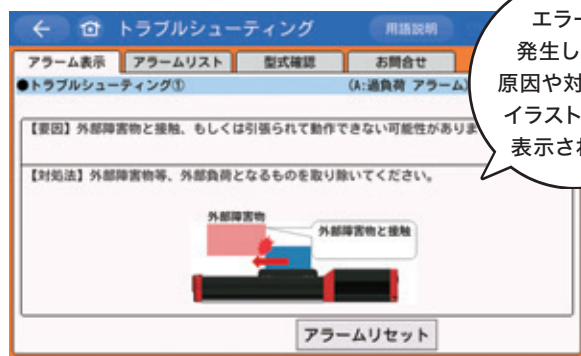 トラブルシューティング 用語説明
アラーム表示 アラームリスト 型式確認 お問合せ
●トラブルシューティング① (A:過負荷 アラーム)
【要因】外部障害物と接触、もしくは引張られて動作できない可能性がありま
【対処法】外部障害物等、外部負荷となるものを取り除いてください。
外部障害物
外部障害物と接触
アラームリセット
エラー
発生し
原因や対
イラスト
表示され